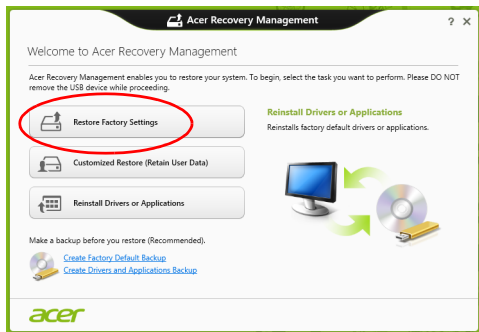 Acer Recovery Management
? X
Welcome to Acer Recovery Management
Acer Recovery Management enables you to restore your system. To begin, select the task you want to perform. Please DO NOT
remove the USB device while proceeding.
Restore Factory Settings
Customized Restore (Retain User Data)
Reinstall Drivers or Applications
Reinstall Drivers or Applications
Reinstalls factory default drivers or applications.
Make a backup before you restore (Recommended).
Create Factory Default Backup
Create Drivers and Applications Backup
acer